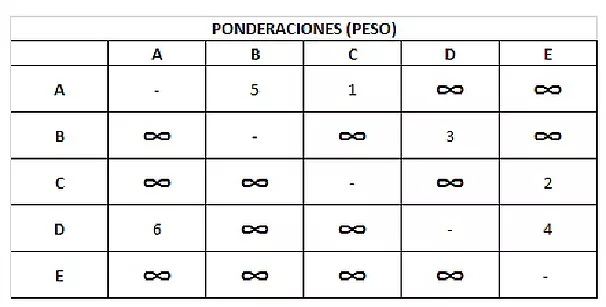 PONDERACIONES (PESO)
A B C D E
A - 5 1 ∞ ∞
B ∞ - ∞ 3 ∞
C ∞ ∞ - ∞ 2
D 6 ∞ ∞ - 4
E ∞ ∞ ∞ ∞ -